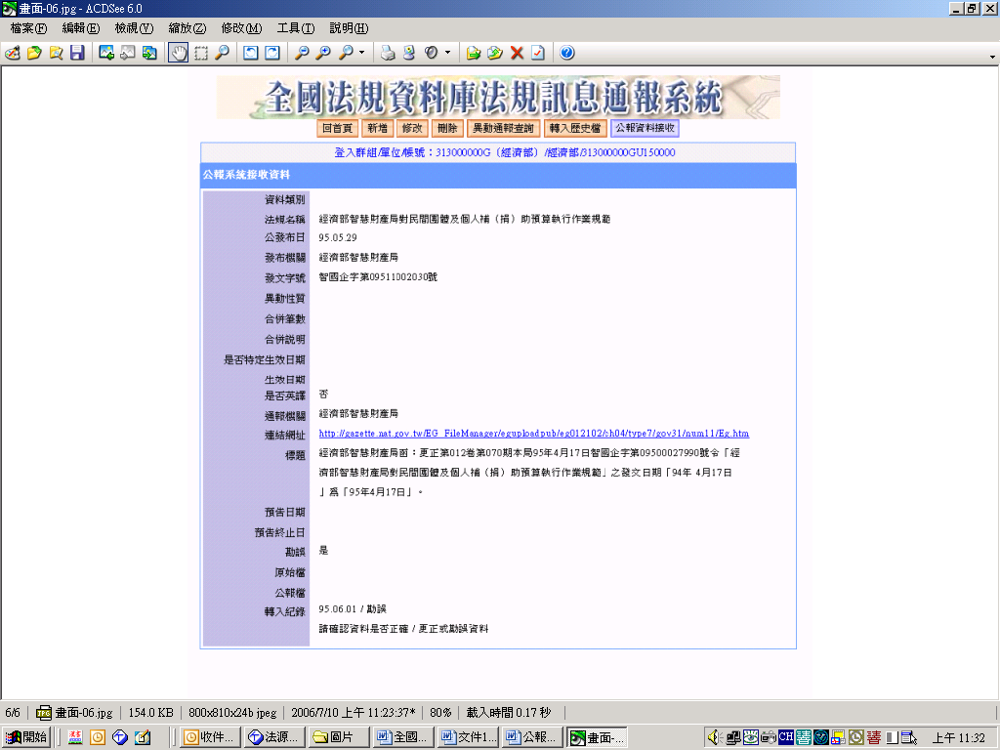 畫面-06.jpg - ACDSee 6.0
檔案(F) 編輯(E) 檢視(V) 縮放(Z) 修改(M) 工具(T) 說明(H)
全國法規資料庫法規訊息通報系統
回首頁 新增 修改 刪除 異動通報查詢 轉入歷史檔 公報資料接收
登入群組/單位/帳號：313000000G（經濟部）/經濟部/313000000GU150000
公報系統接收資料
資料類別
法規名稱 經濟部智慧財產局對民間團體及個人補（捐）助預算執行作業規範
公發布日 95.05.29
發布機關 經濟部智慧財產局
發文字號 智國企字第09511002030號
異動性質
合併筆數
合併說明
是否特定生效日期
生效日期
是否英譯 否
通報機關 經濟部智慧財產局
連結網址 http://gazette.nat.gov.tw/EG_FileManager/eguploadpub/eg012102/ch04/type7/gov31/num11/Eg.htm
標題 經濟部智慧財產局函：更正第012卷第070期本局95年4月17日智國企字第09500027990號令「經
濟部智慧財產局對民間團體及個人補（捐）助預算執行作業規範」之發文日期「94年 4月17日
」為「95年4月17日」。
預告日期
預告終止日
勘誤 是
原始檔
公報檔
轉入紀錄 95.06.01 / 勘誤
請確認資料是否正確 / 更正或勘誤資料
6/6 畫面-06.jpg 154.0 KB 800x810x24b jpeg 2006/7/10 上午 11:23:37* 80% 載入時間 0.17 秒
開始 收件... 法源... 圖片 全國... 文件1... 公報... 畫面-... CH 上午 11:32